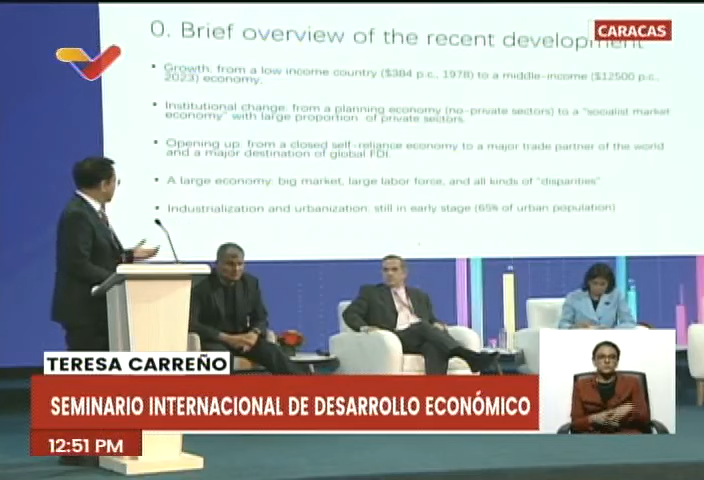 0. Brief overview of the recent development
CARACAS
• Growth, from a low income country ($384 p.c., 1978) to a middle-income ($12500 p.c.,
2023) economy.
• Institutional change: from a planning economy (no-private sectors) to a "socialist market
economy" with large proportion of private sectors.
• Opening up: from a closed self-reliance economy to a major trade partner of the world
and a major destination of global FDI.
• A large economy: big market, large labor force, and all kinds of "disparities"
• Industrialization and urbanization: still in early stage (65% of urban population)
TERESA CARREÑO
SEMINARIO INTERNACIONAL DE DESARROLLO ECONÓMICO
12:51 PM